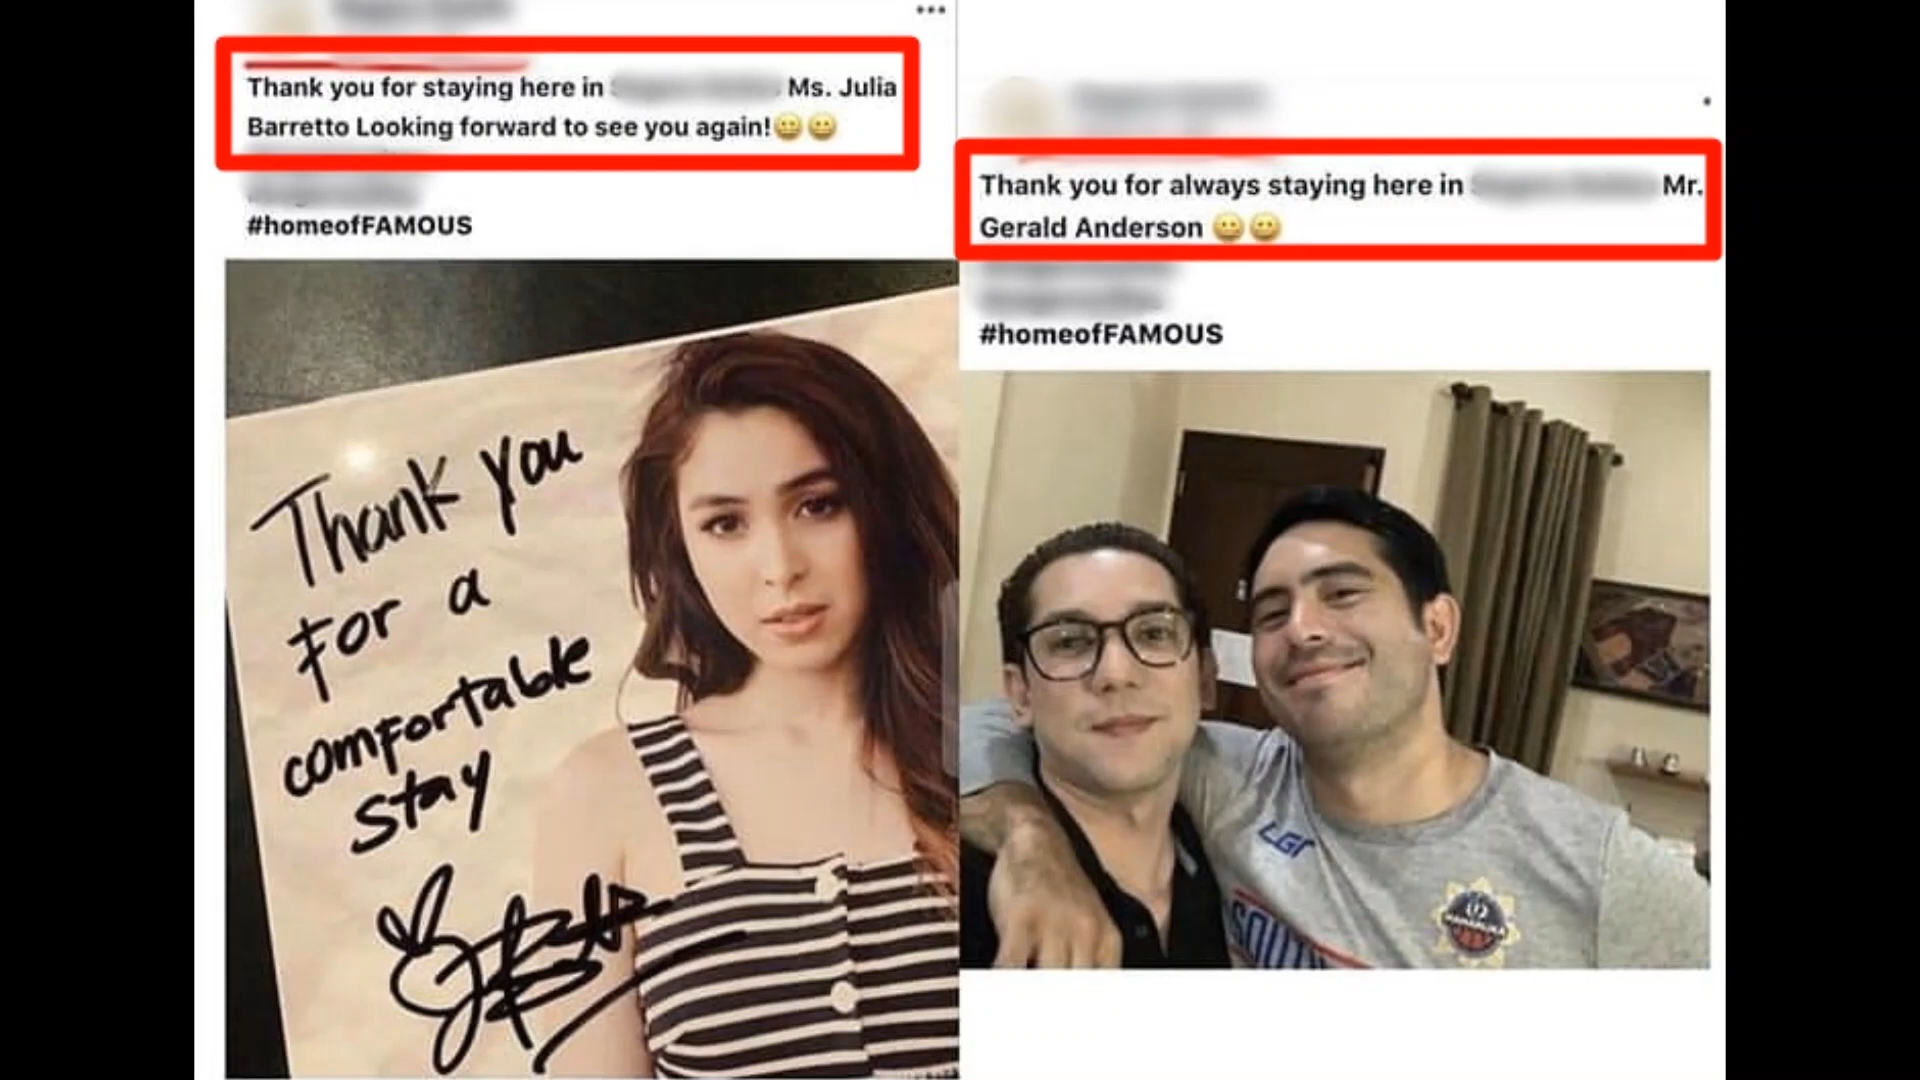 Thank you for staying here in Ms. Julia
Barretto Looking forward to see you again!😀😀
#homeofFAMOUS
Thank you
For a
comfortable
stay
Thank you for always staying here in Mr.
Gerald Anderson 😀😀
#homeofFAMOUS
LGR